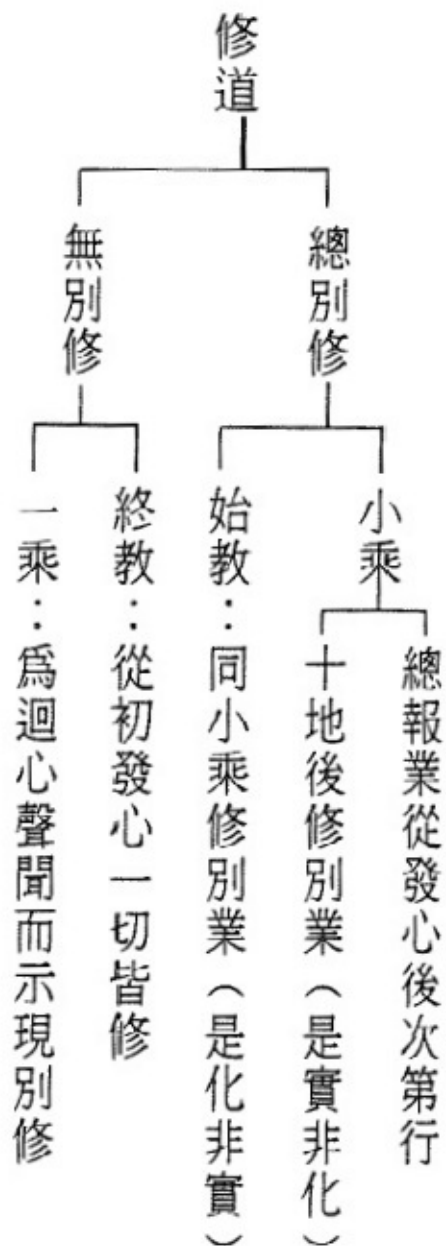 修道
總別修
小乘
總報業從發心後次第行
十地後修別業（是實非化）
始教：同小乘修別業（是化非實）
無別修
終教：從初發心一切皆修
一乘：爲迴心聲聞而示現別修